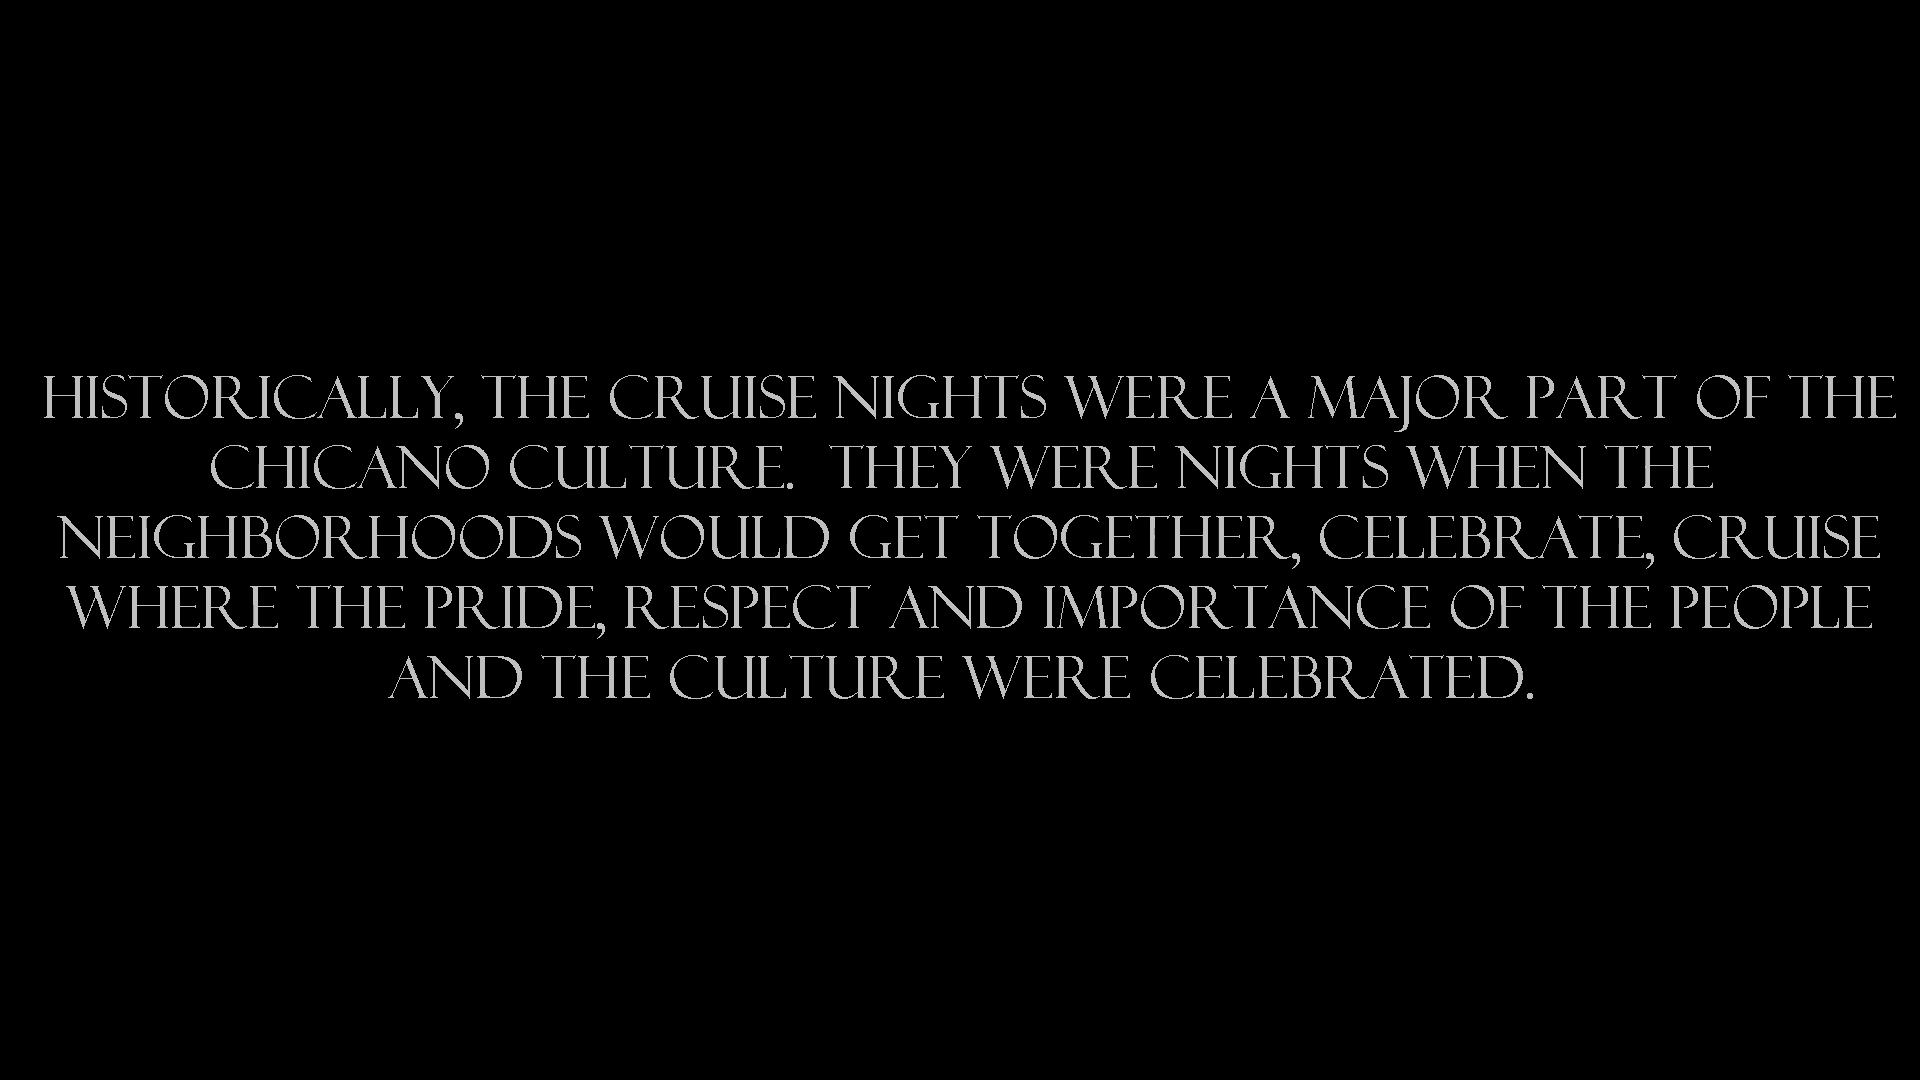 HISTORICALLY, THE CRUISE NIGHTS WERE A MAJOR PART OF THE
CHICANO CULTURE.  THEY WERE NIGHTS WHEN THE
NEIGHBORHOODS WOULD GET TOGETHER, CELEBRATE, CRUISE
WHERE THE PRIDE, RESPECT AND IMPORTANCE OF THE PEOPLE
AND THE CULTURE WERE CELEBRATED.